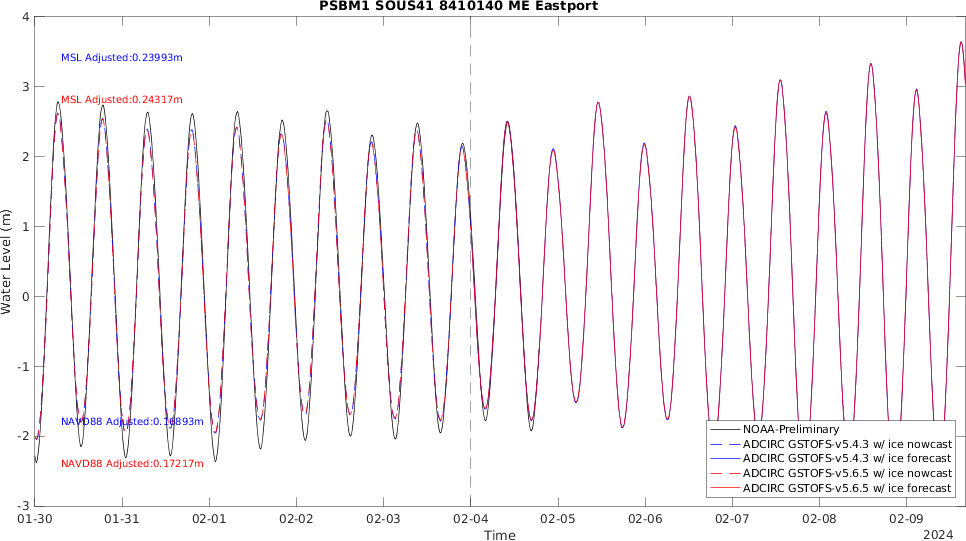 PSBM1 SOUS41 8410140 ME Eastport
4
MSL Adjusted:0.23993m
3
MSL Adjusted:0.24317m
2
1
Water Level (m)
0
-1
NAVD88 Adjusted:0.16893m
-2
NAVD88 Adjusted:0.17217m
-3
NOAA-Preliminary
ADCIRC GSTOFS-v5.4.3 w/ ice nowcast
ADCIRC GSTOFS-v5.4.3 w/ ice forecast
ADCIRC GSTOFS-v5.6.5 w/ ice nowcast
ADCIRC GSTOFS-v5.6.5 w/ ice forecast
01-30 01-31 02-01 02-02 02-03 02-04 02-05 02-06 02-07 02-08 02-09
Time
2024